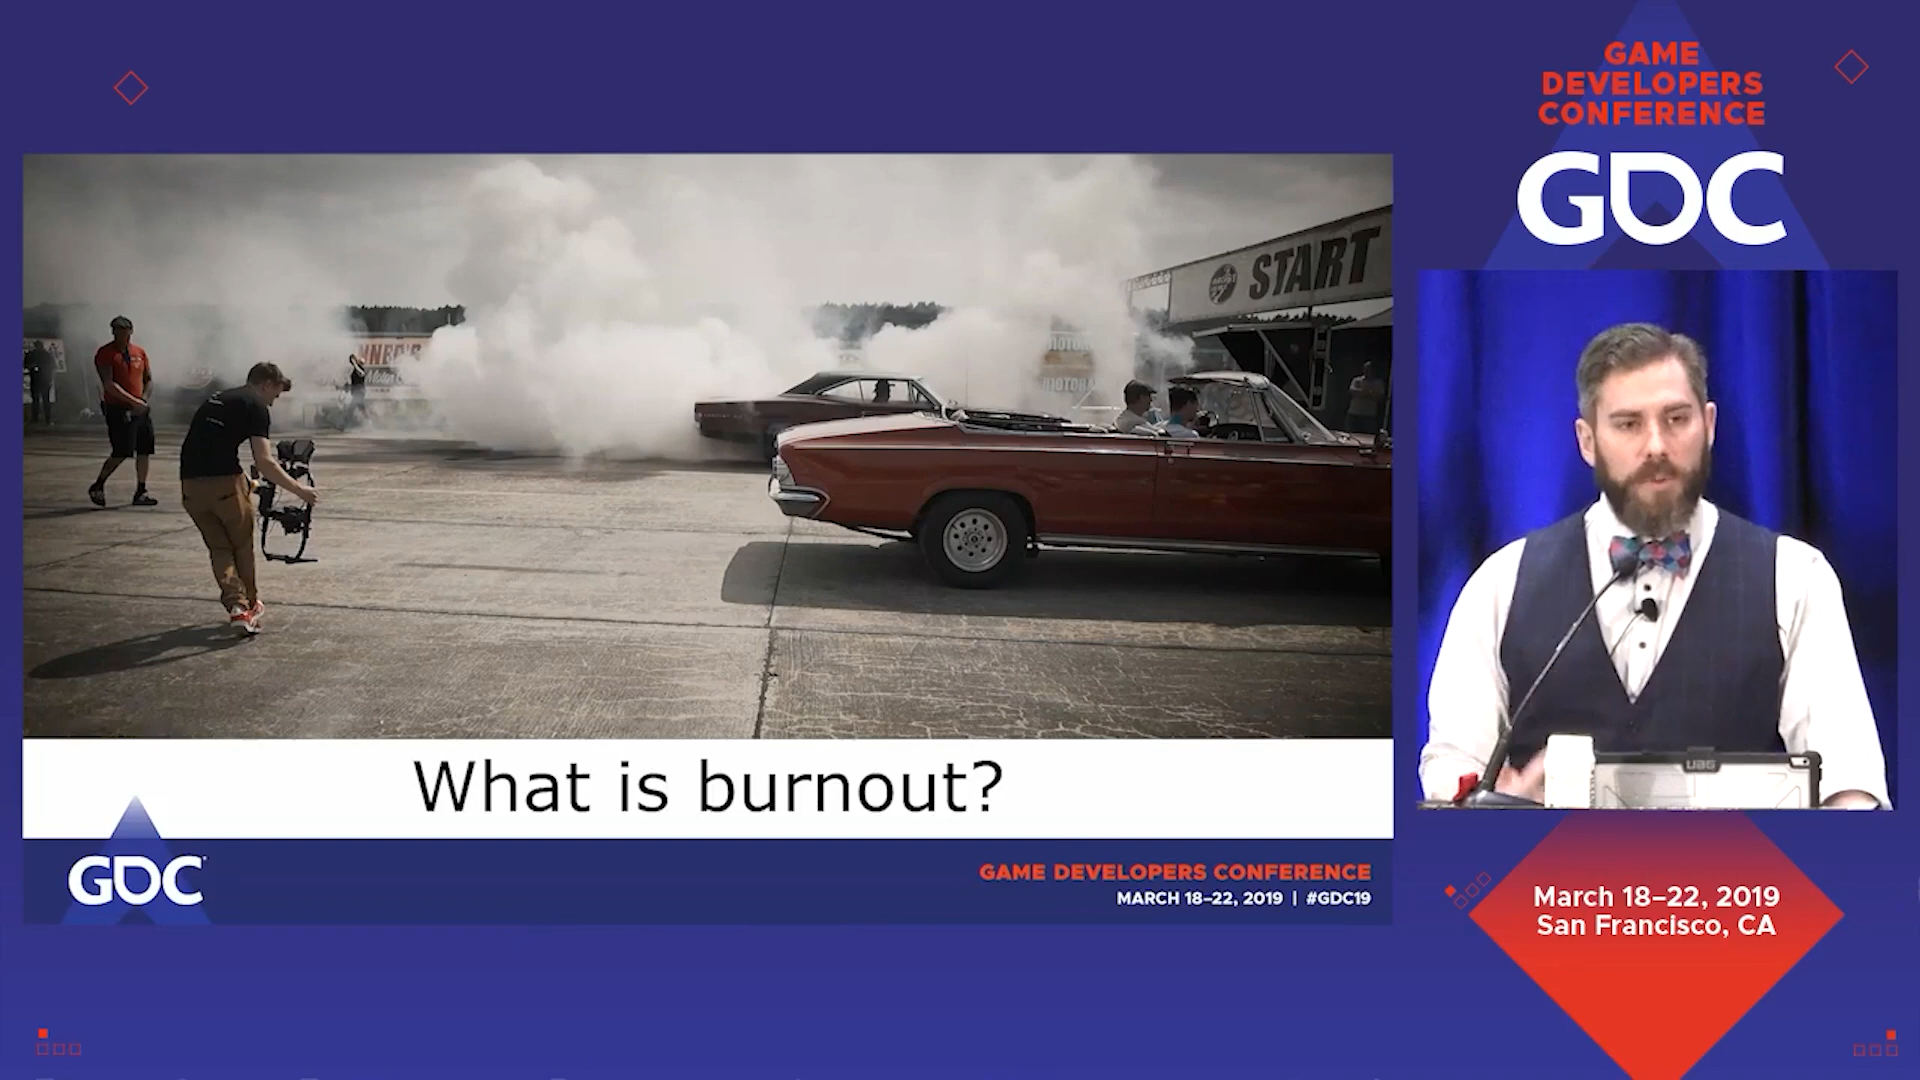 GAME
DEVELOPERS
CONFERENCE
GDC
START
What is burnout?
GDC
GAME DEVELOPERS CONFERENCE
MARCH 18–22, 2019 | #GDC19
uag
March 18–22, 2019
San Francisco, CA